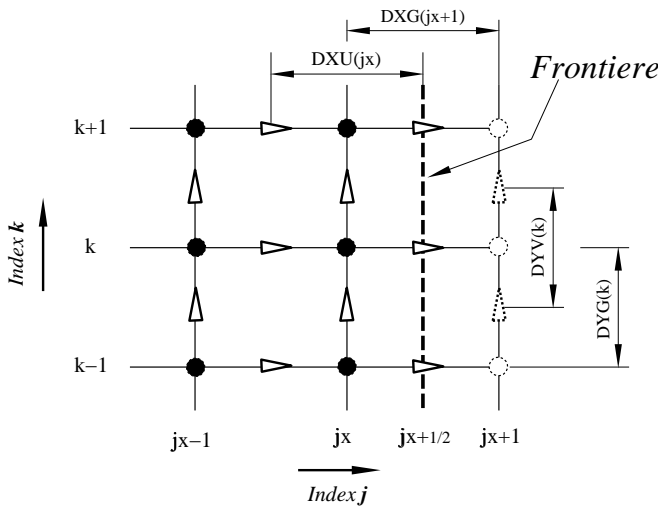 DXG(jx+1)
DXU(jx)
Frontiere
k+1
k
k−1
Index k
DYV(k)
DYG(k)
jx−1
jx
jx+1/2
jx+1
Index j